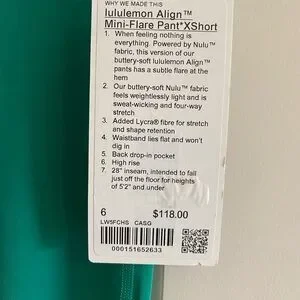 WHY WE MADE THIS
lululemon Align™
Mini-Flare Pant*XShort
1. When feeling nothing is
everything. Powered by Nulu™
fabric, this version of our
buttery-soft lululemon Align™
pants has a subtle flare at the
hem
2. Our buttery-soft Nulu™ fabric
feels weightlessly light and is
sweat-wicking and four-way
stretch
3. Added Lycra® fibre for stretch
and shape retention
4. Waistband lies flat and won't
dig in
5. Back drop-in pocket
6. High rise
7. 28" inseam, intended to fall
just off the floor for heights
of 5'2" and under
6 $118.00
LW5FCHS CASG
000151652633